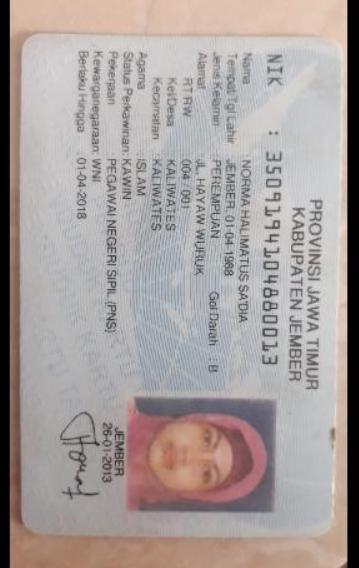 PROVINSI JAWA TIMUR
KABUPATEN JEMBER
NIK : 3509194104880013
Nama : NORMA HALIMATUS SA'DIA
Tempat/Tgl Lahir : JEMBER, 01-04-1988
Jenis Kelamin : PEREMPUAN Gol Darah : B
Alamat : JL. HAYAW WURUK
RT/RW : 004 / 001
Kel/Desa : KALIWATES
Kecamatan : KALIWATES
Agama : ISLAM
Status Perkawinan: KAWIN
Pekerjaan : PEGAWAI NEGERI SIPIL (PNS)
Kewarganegaraan: WNI
Berlaku Hingga : 01-04-2018
JEMBER
26-01-2013